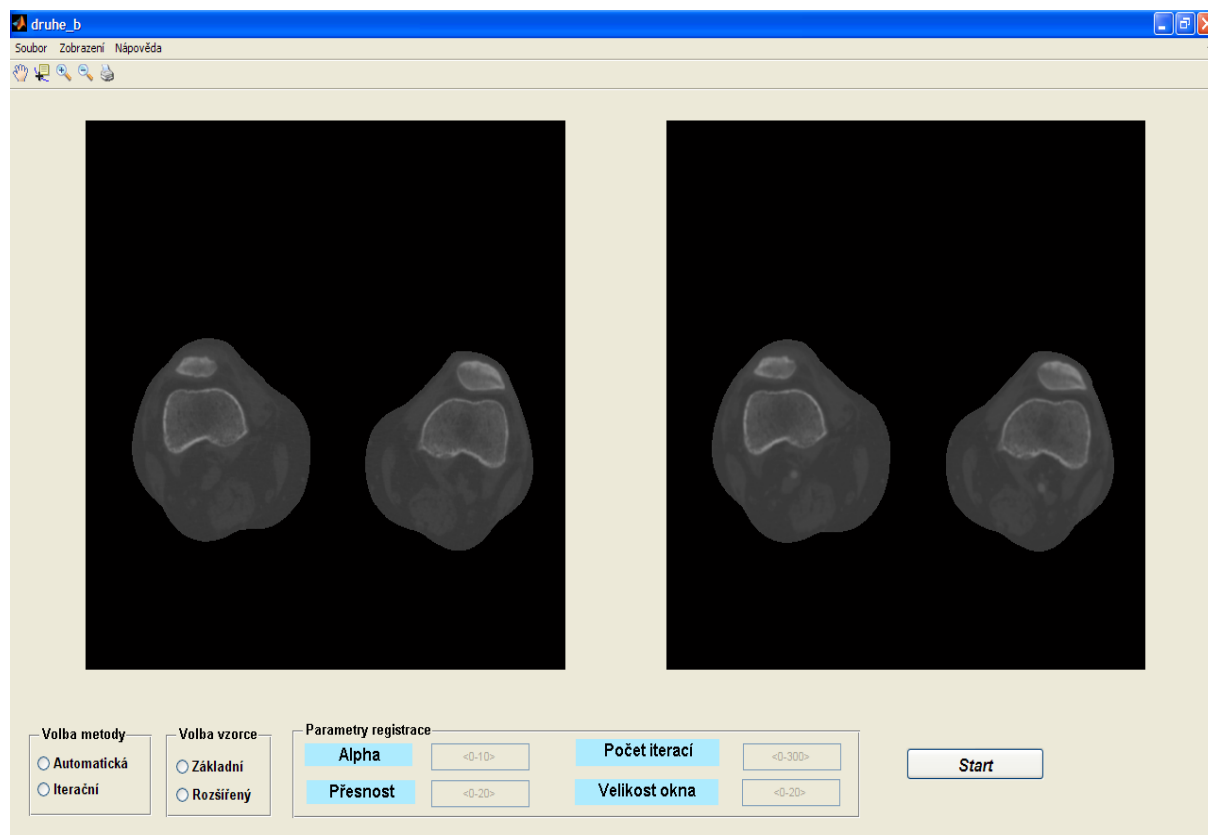 druhe_b
Soubor Zobrazení Nápověda
Volba metody
Automatická
Iterační
Volba vzorce
Základní
Rozšířený
Parametry registrace
Alpha <0-10> Počet iterací <0-300>
Přesnost <0-20> Velikost okna <0-20>
Start